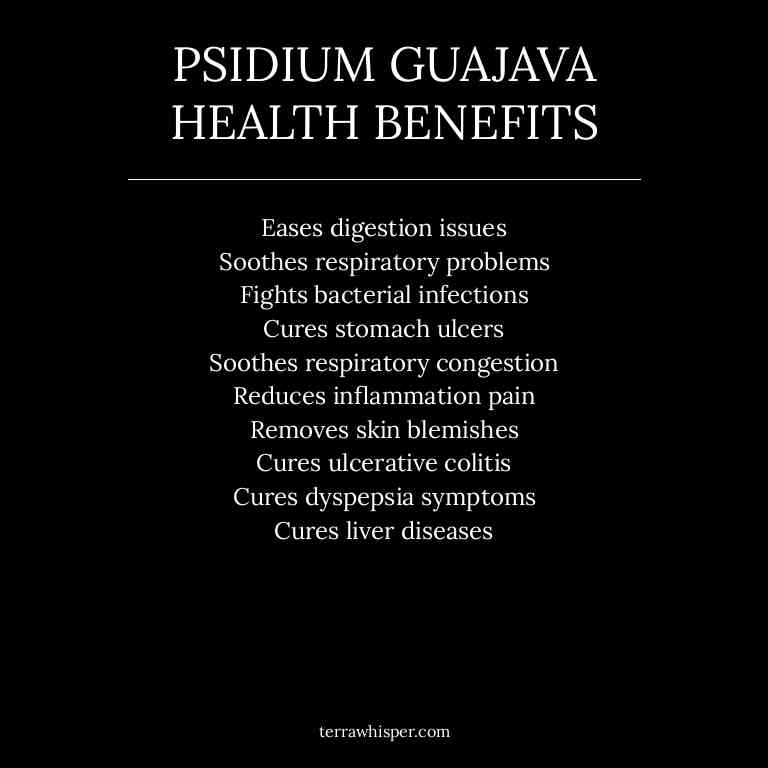 PSIDIUM GUAJAVA
HEALTH BENEFITS
Eases digestion issues
Soothes respiratory problems
Fights bacterial infections
Cures stomach ulcers
Soothes respiratory congestion
Reduces inflammation pain
Removes skin blemishes
Cures ulcerative colitis
Cures dyspepsia symptoms
Cures liver diseases
terrawhisper.com